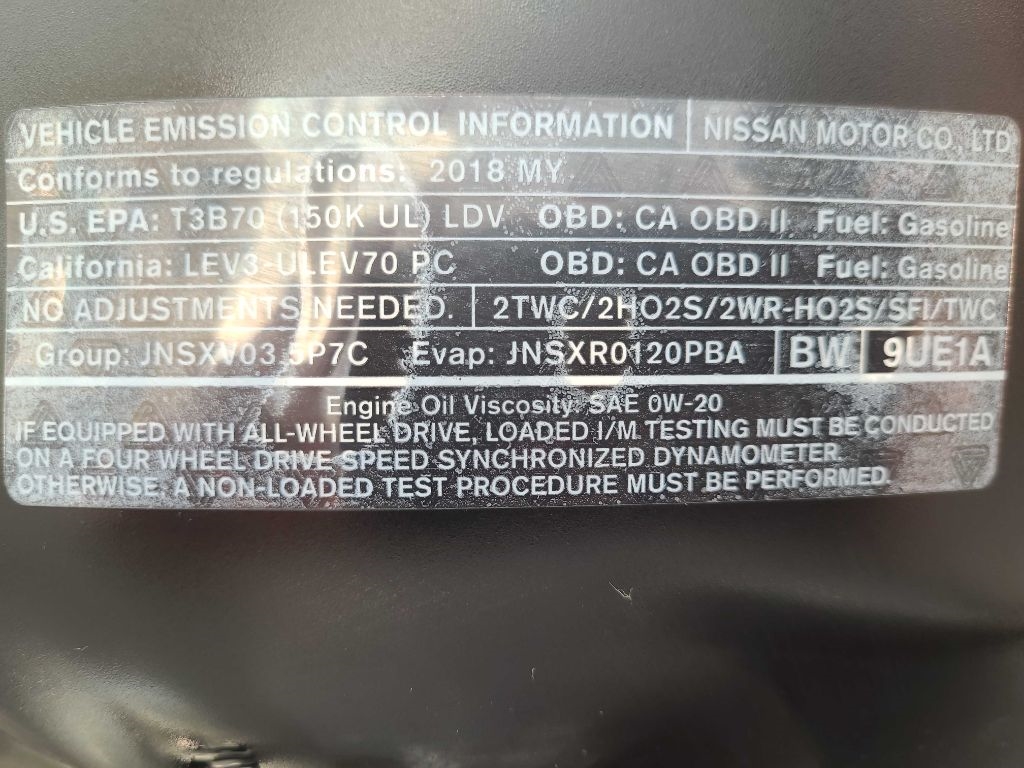 VEHICLE EMISSION CONTROL INFORMATION NISSAN MOTOR CO., LTD
Conforms to regulations: 2018 MY
U.S. EPA: T3B70 (150K UL) LDV OBD: CA OBD II Fuel: Gasoline
California: LEV3-ULEV70 PC OBD: CA OBD II Fuel: Gasoline
NO ADJUSTMENTS NEEDED. 2TWC/2HO2S/2WR-HO2S/SFI/TWC
Group: JNSXV03.5P7C Evap: JNSXR0120PBA BW 9UE1A
Engine Oil Viscosity: SAE 0W-20
IF EQUIPPED WITH ALL-WHEEL DRIVE, LOADED I/M TESTING MUST BE CONDUCTED
ON A FOUR WHEEL DRIVE SPEED SYNCHRONIZED DYNAMOMETER.
OTHERWISE, A NON-LOADED TEST PROCEDURE MUST BE PERFORMED.